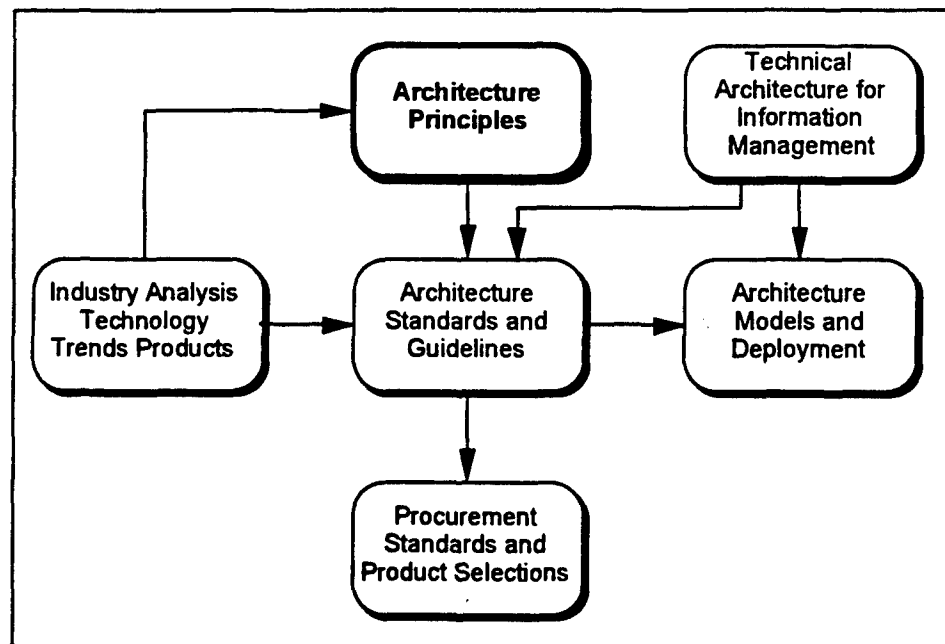 Architecture
Principles
Technical
Architecture for
Information
Management
Industry Analysis
Technology
Trends Products
Architecture
Standards and
Guidelines
Architecture
Models and
Deployment
Procurement
Standards and
Product Selections